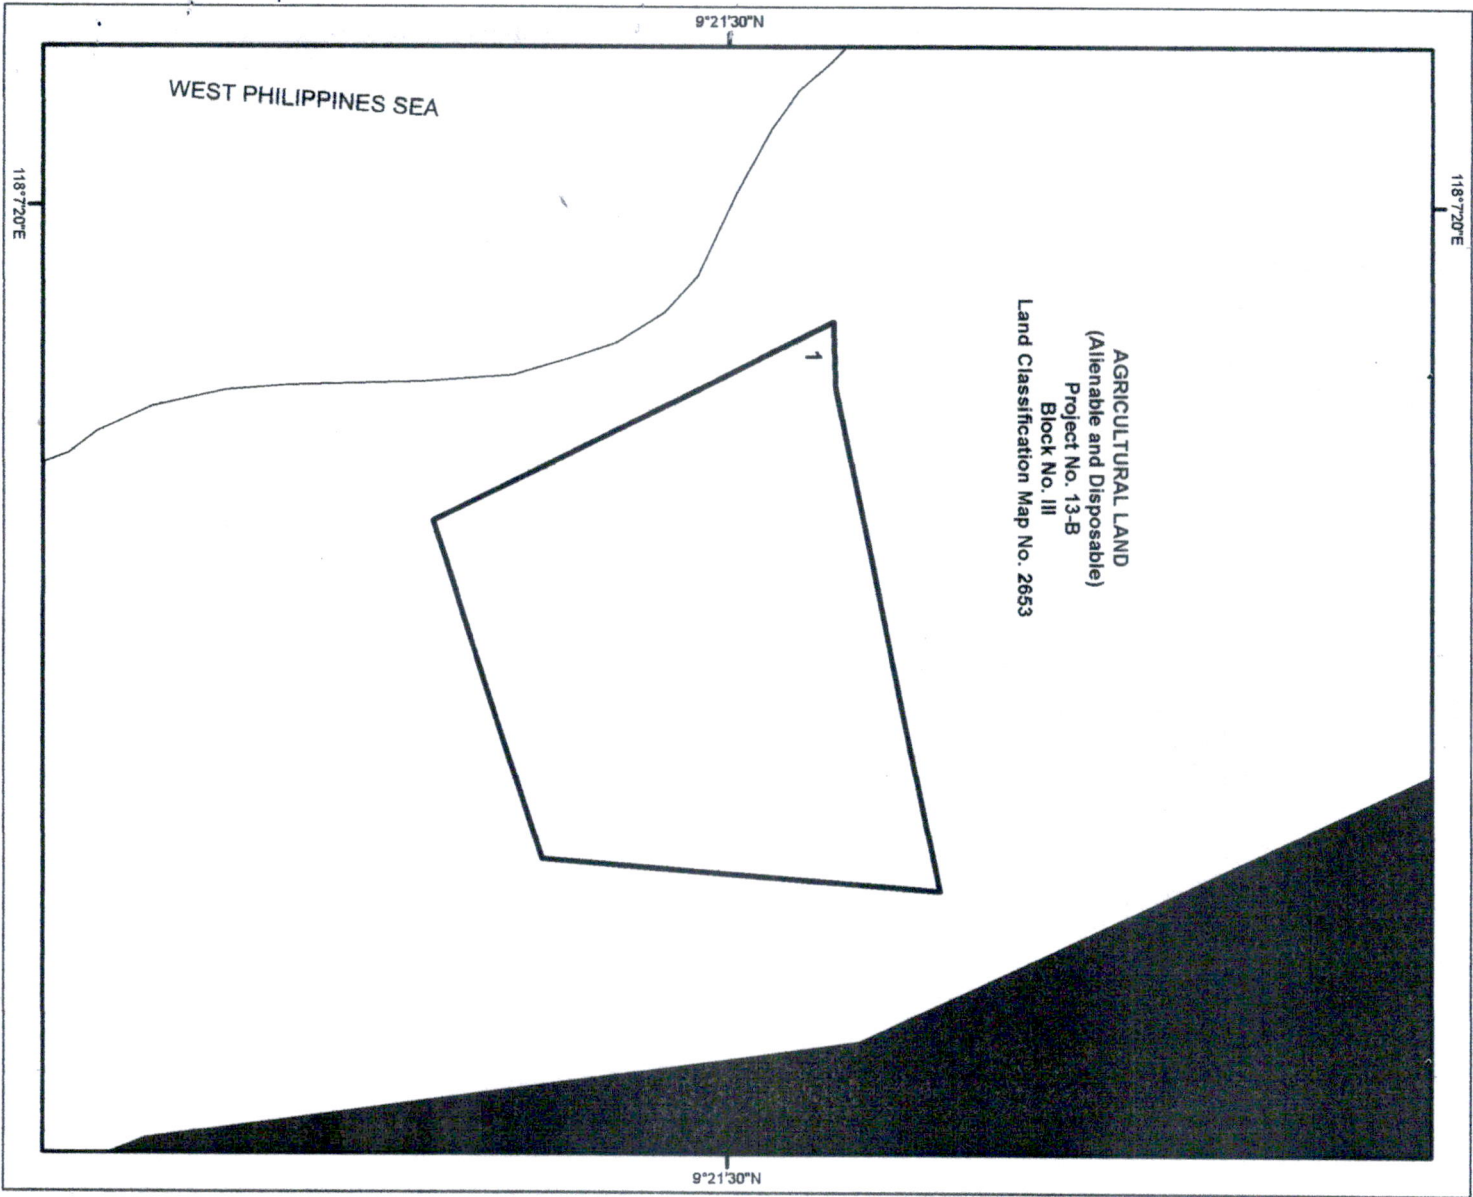 9°21'30"N
WEST PHILIPPINES SEA
118°7'20"E
118°7'20"E
AGRICULTURAL LAND
(Alienable and Disposable)
Project No. 13-B
Block No. III
Land Classification Map No. 2653
1
9°21'30"N